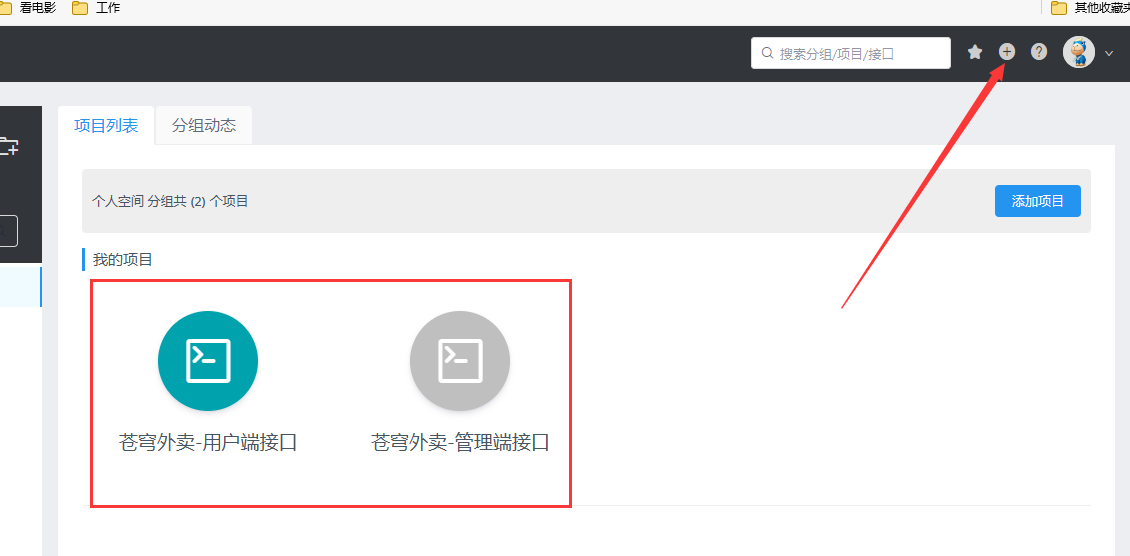 看电影 工作 其他收藏夹
搜索分组/项目/接口
项目列表 分组动态
个人空间 分组共 (2) 个项目 添加项目
我的项目
苍穹外卖-用户端接口 苍穹外卖-管理端接口